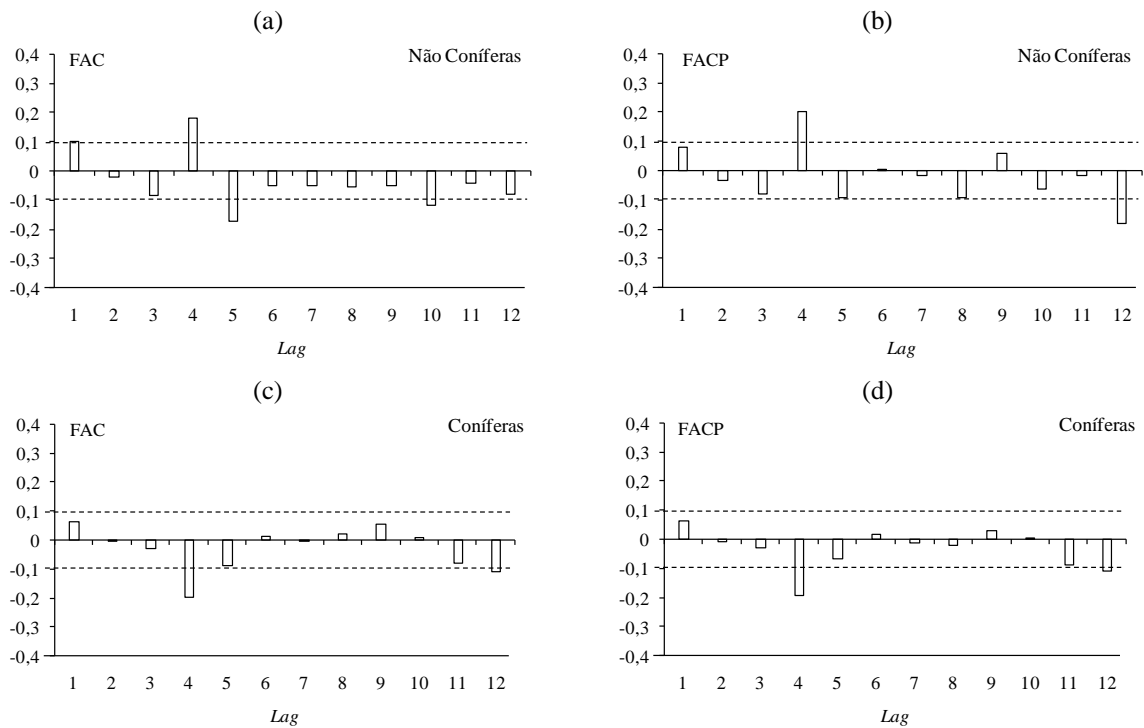 (a)
FAC Não Coníferas
0,4
0,3
0,2
0,1
0
-0,1
-0,2
-0,3
-0,4
1 2 3 4 5 6 7 8 9 10 11 12
Lag
(b)
FACP Não Coníferas
0,4
0,3
0,2
0,1
0
-0,1
-0,2
-0,3
-0,4
1 2 3 4 5 6 7 8 9 10 11 12
Lag
(c)
FAC Coníferas
0,4
0,3
0,2
0,1
0
-0,1
-0,2
-0,3
-0,4
1 2 3 4 5 6 7 8 9 10 11 12
Lag
(d)
FACP Coníferas
0,4
0,3
0,2
0,1
0
-0,1
-0,2
-0,3
-0,4
1 2 3 4 5 6 7 8 9 10 11 12
Lag